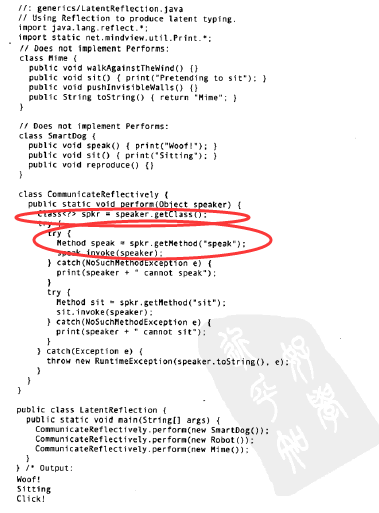 //: generics/LatentReflection.java
// Using Reflection to produce latent typing.
import java.lang.reflect.*;
import static net.mindview.util.Print.*;
// Does not implement Performs:
class Mime {
public void walkAgainstTheWind() {}
public void sit() { print("Pretending to sit"); }
public void pushInvisibleWalls() {}
public String toString() { return "Mime"; }
}
// Does not implement Performs:
class SmartDog {
public void speak() { print("Woof!"); }
public void sit() { print("Sitting"); }
public void reproduce() {}
}
class CommunicateReflectively {
public static void perform(Object speaker) {
Class<?> spkr = speaker.getClass();
try {
try {
Method speak = spkr.getMethod("speak");
speak.invoke(speaker);
} catch(NoSuchMethodException e) {
print(speaker + " cannot speak");
}
try {
Method sit = spkr.getMethod("sit");
sit.invoke(speaker);
} catch(NoSuchMethodException e) {
print(speaker + " cannot sit");
}
} catch(Exception e) {
throw new RuntimeException(speaker.toString(), e);
}
}
}
public class LatentReflection {
public static void main(String[] args) {
CommunicateReflectively.perform(new SmartDog());
CommunicateReflectively.perform(new Robot());
CommunicateReflectively.perform(new Mime());
}
} /* Output:
Woof!
Sitting
Click!